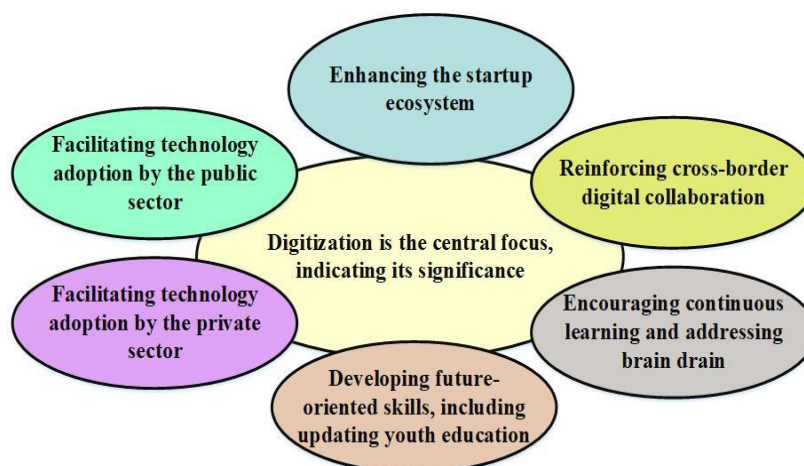 Enhancing the startup
ecosystem
Facilitating technology
adoption by the public
sector
Reinforcing cross-border
digital collaboration
Digitization is the central focus,
indicating its significance
Facilitating technology
adoption by the private
sector
Encouraging continuous
learning and addressing
brain drain
Developing future-
oriented skills, including
updating youth education